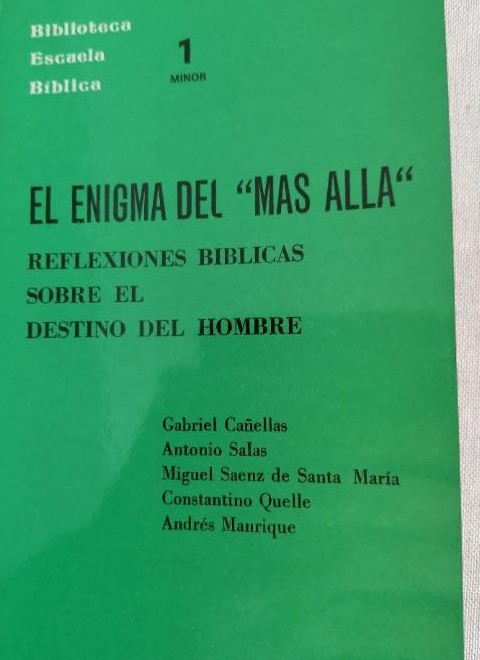 Biblioteca
Escuela
Bíblica
1
MINOR
EL ENIGMA DEL “MAS ALLA“
REFLEXIONES BIBLICAS
SOBRE EL
DESTINO DEL HOMBRE
Gabriel Cañellas
Antonio Salas
Miguel Saenz de Santa María
Constantino Quelle
Andrés Manrique